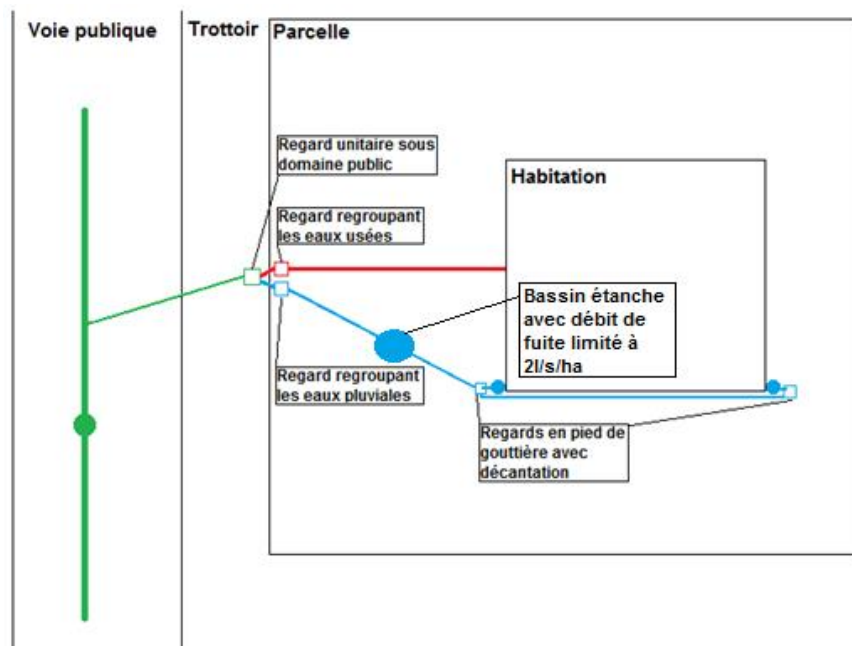 Voie publique
Trottoir
Parcelle
Regard unitaire sous
domaine public
Habitation
Regard regroupant
les eaux usées
Bassin étanche
avec débit de
fuite limité à
2l/s/ha
Regard regroupant
les eaux pluviales
Regards en pied de
gouttière avec
décantation